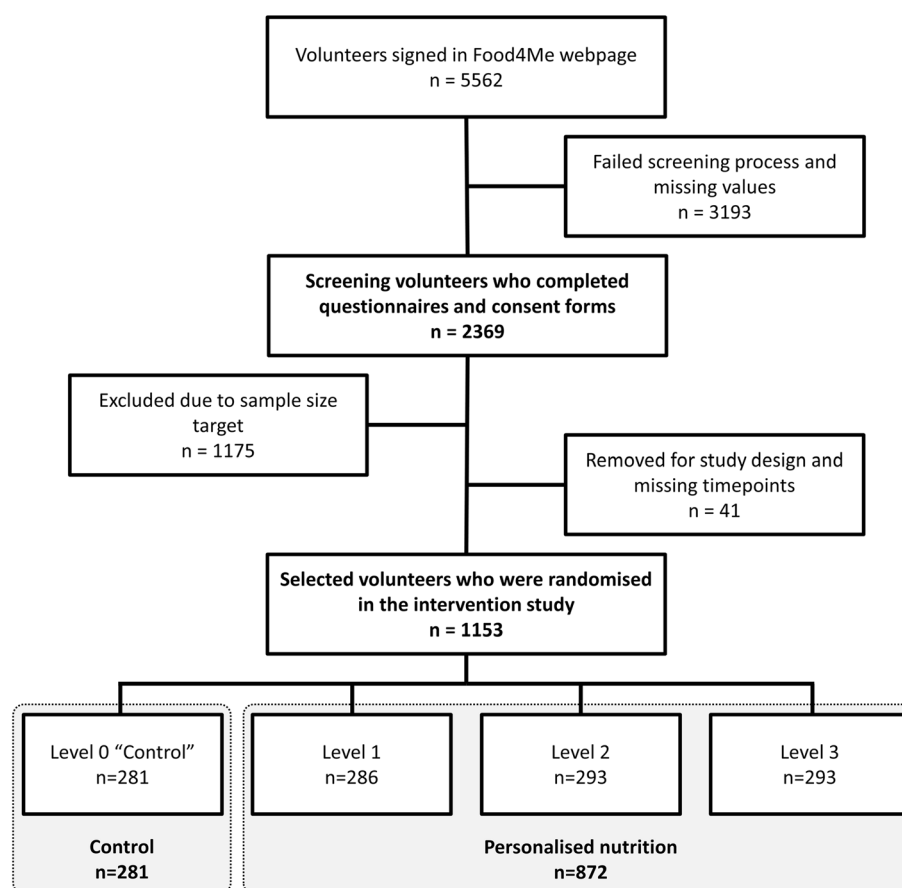 Volunteers signed in Food4Me webpage
n = 5562
Failed screening process and
missing values
n = 3193
Screening volunteers who completed
questionnaires and consent forms
n = 2369
Excluded due to sample size
target
n = 1175
Removed for study design and
missing timepoints
n = 41
Selected volunteers who were randomised
in the intervention study
n = 1153
Level 0 “Control”
n=281
Level 1
n=286
Level 2
n=293
Level 3
n=293
Control
n=281
Personalised nutrition
n=872